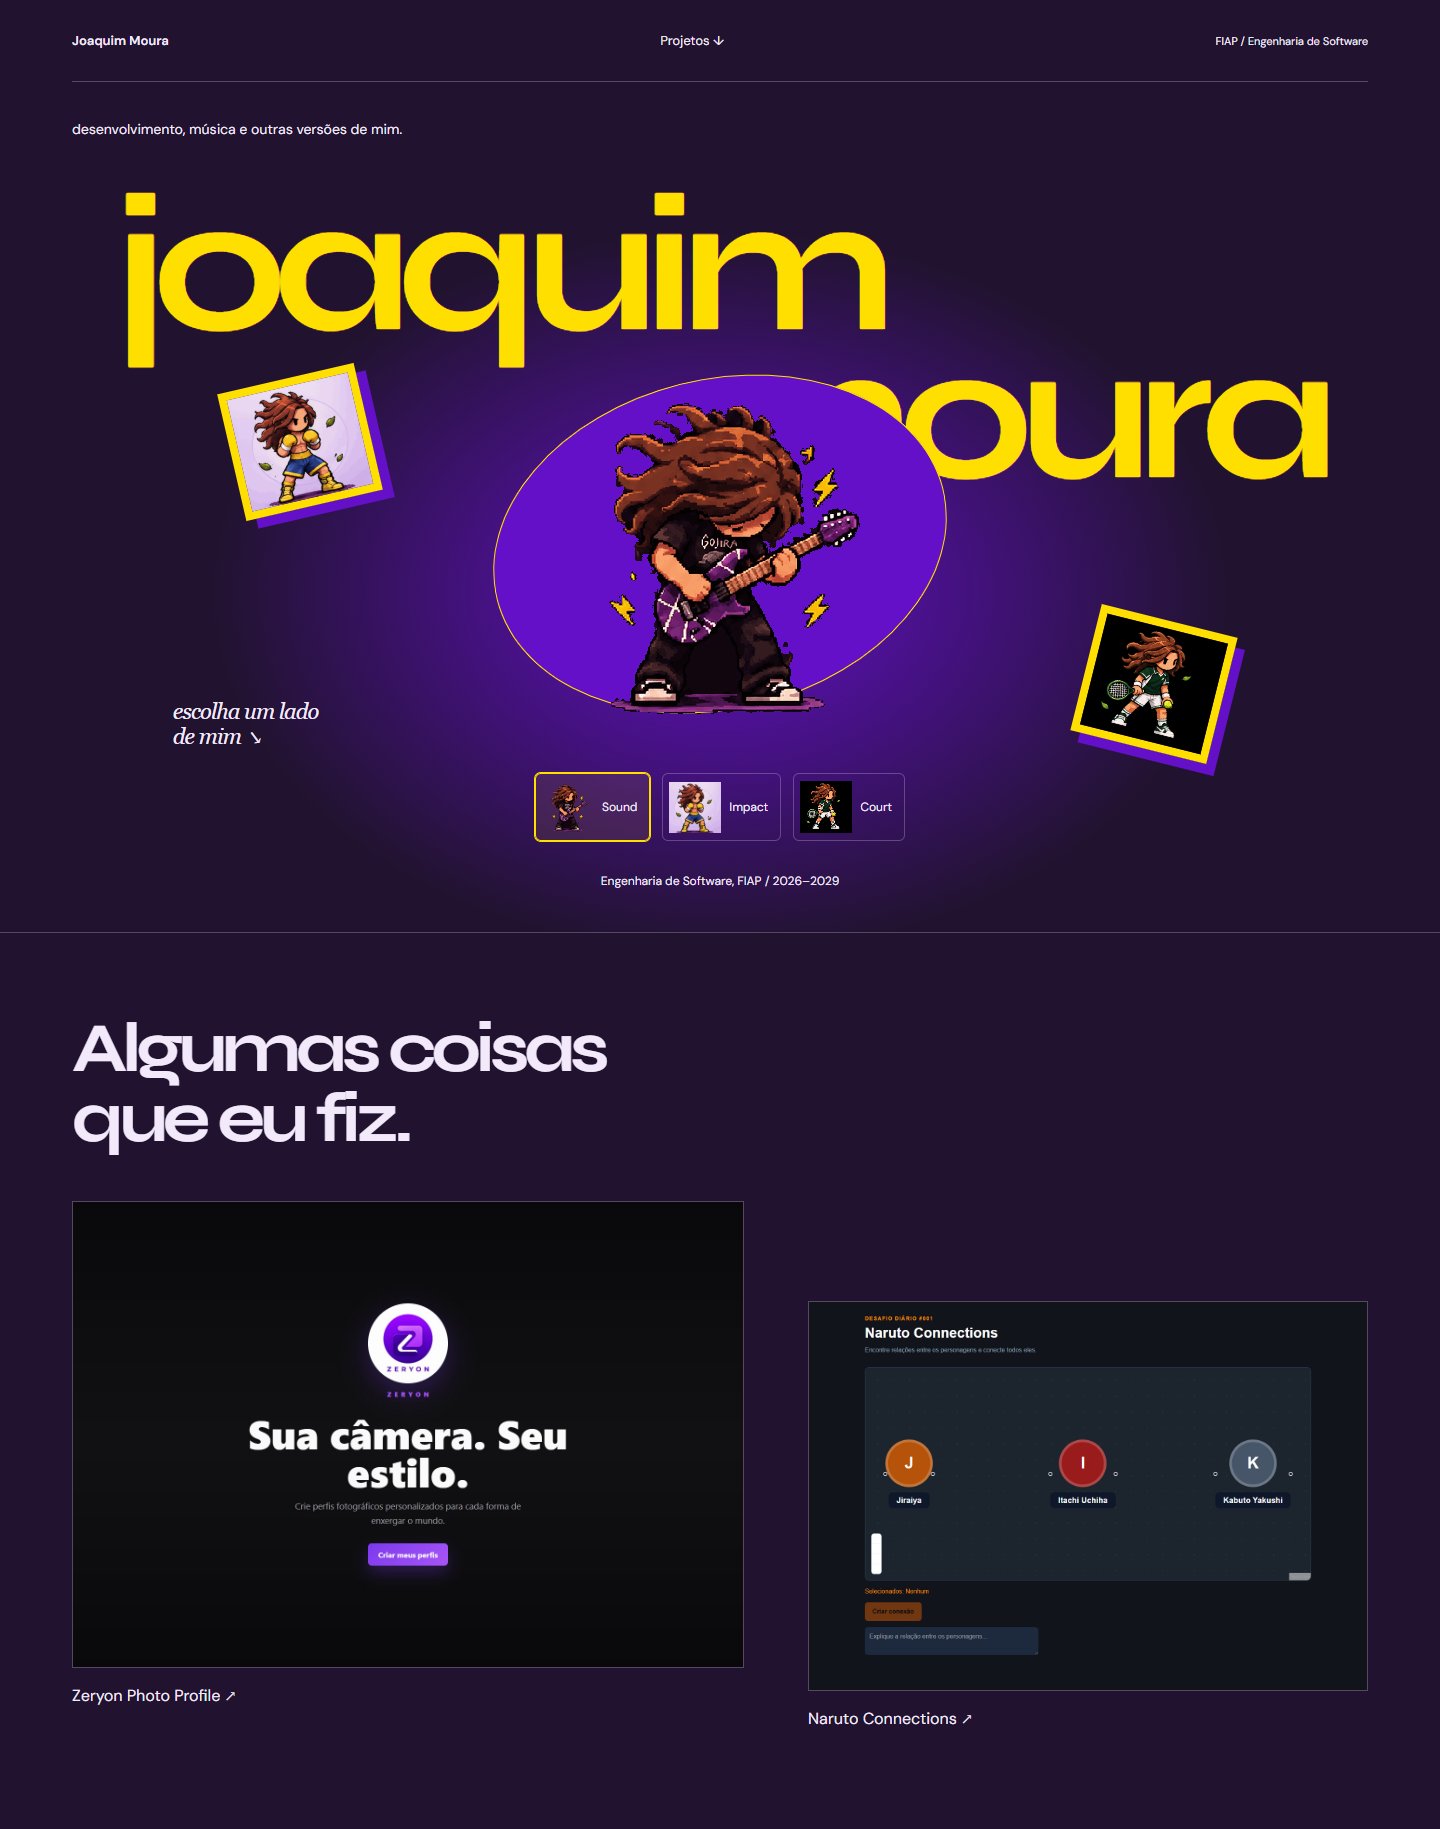 Joaquim Moura
Projetos ↓
FIAP / Engenharia de Software
desenvolvimento, música e outras versões de mim.
joaquim
moura
GOJIRA
escolha um lado
de mim ↘
Sound
Impact
Court
Engenharia de Software, FIAP / 2026–2029
Algumas coisas
que eu fiz.
ZERYON
ZERYON
Sua câmera. Seu
estilo.
Crie perfis fotográficos personalizados para cada forma de
enxergar o mundo.
Criar meus perfis
Zeryon Photo Profile ↗
DESAFIO DIÁRIO #001
Naruto Connections
Encontre relações entre os personagens e conecte todos eles.
J
I
K
Jiraiya
Itachi Uchiha
Kabuto Yakushi
Selecionados: Nenhum
Criar conexão
Explique a relação entre os personagens...
Naruto Connections ↗